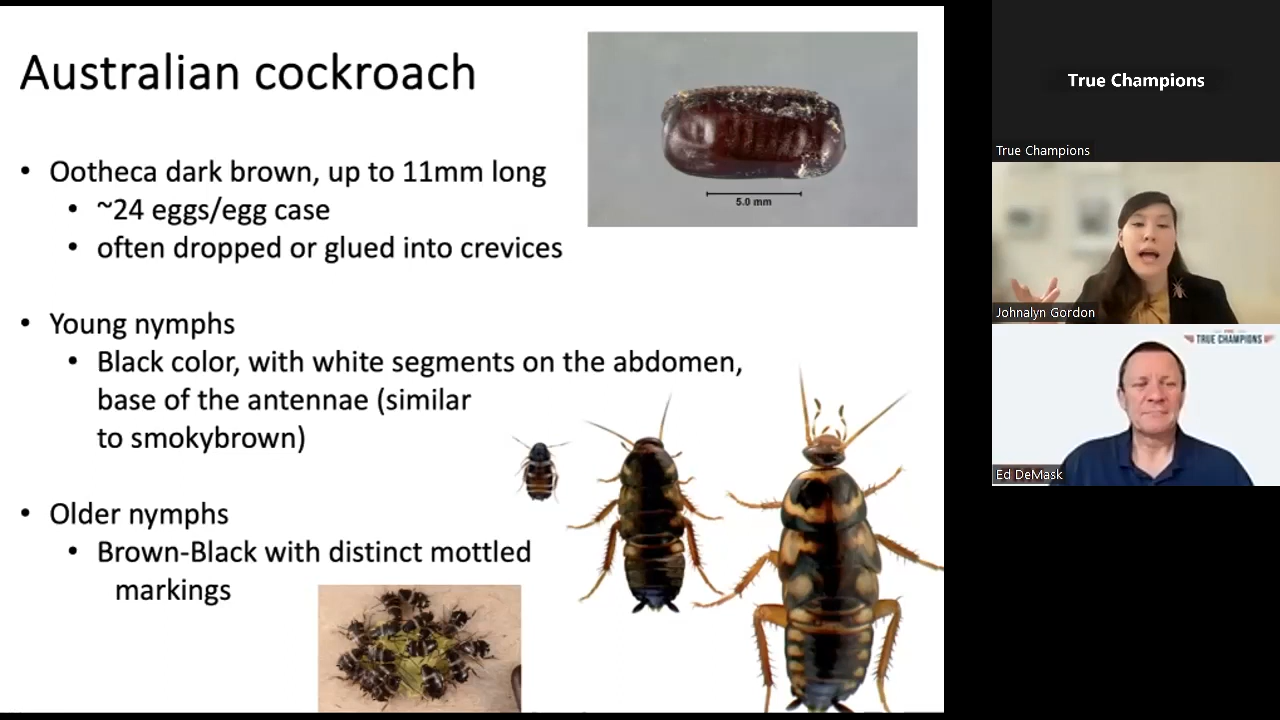 Australian cockroach
5.0 mm
• Ootheca dark brown, up to 11mm long
• ~24 eggs/egg case
• often dropped or glued into crevices
• Young nymphs
• Black color, with white segments on the abdomen,
base of the antennae (similar
to smokybrown)
• Older nymphs
• Brown-Black with distinct mottled
markings
True Champions
True Champions
Johnalyn Gordon
TRUE CHAMPIONS
Ed DeMask